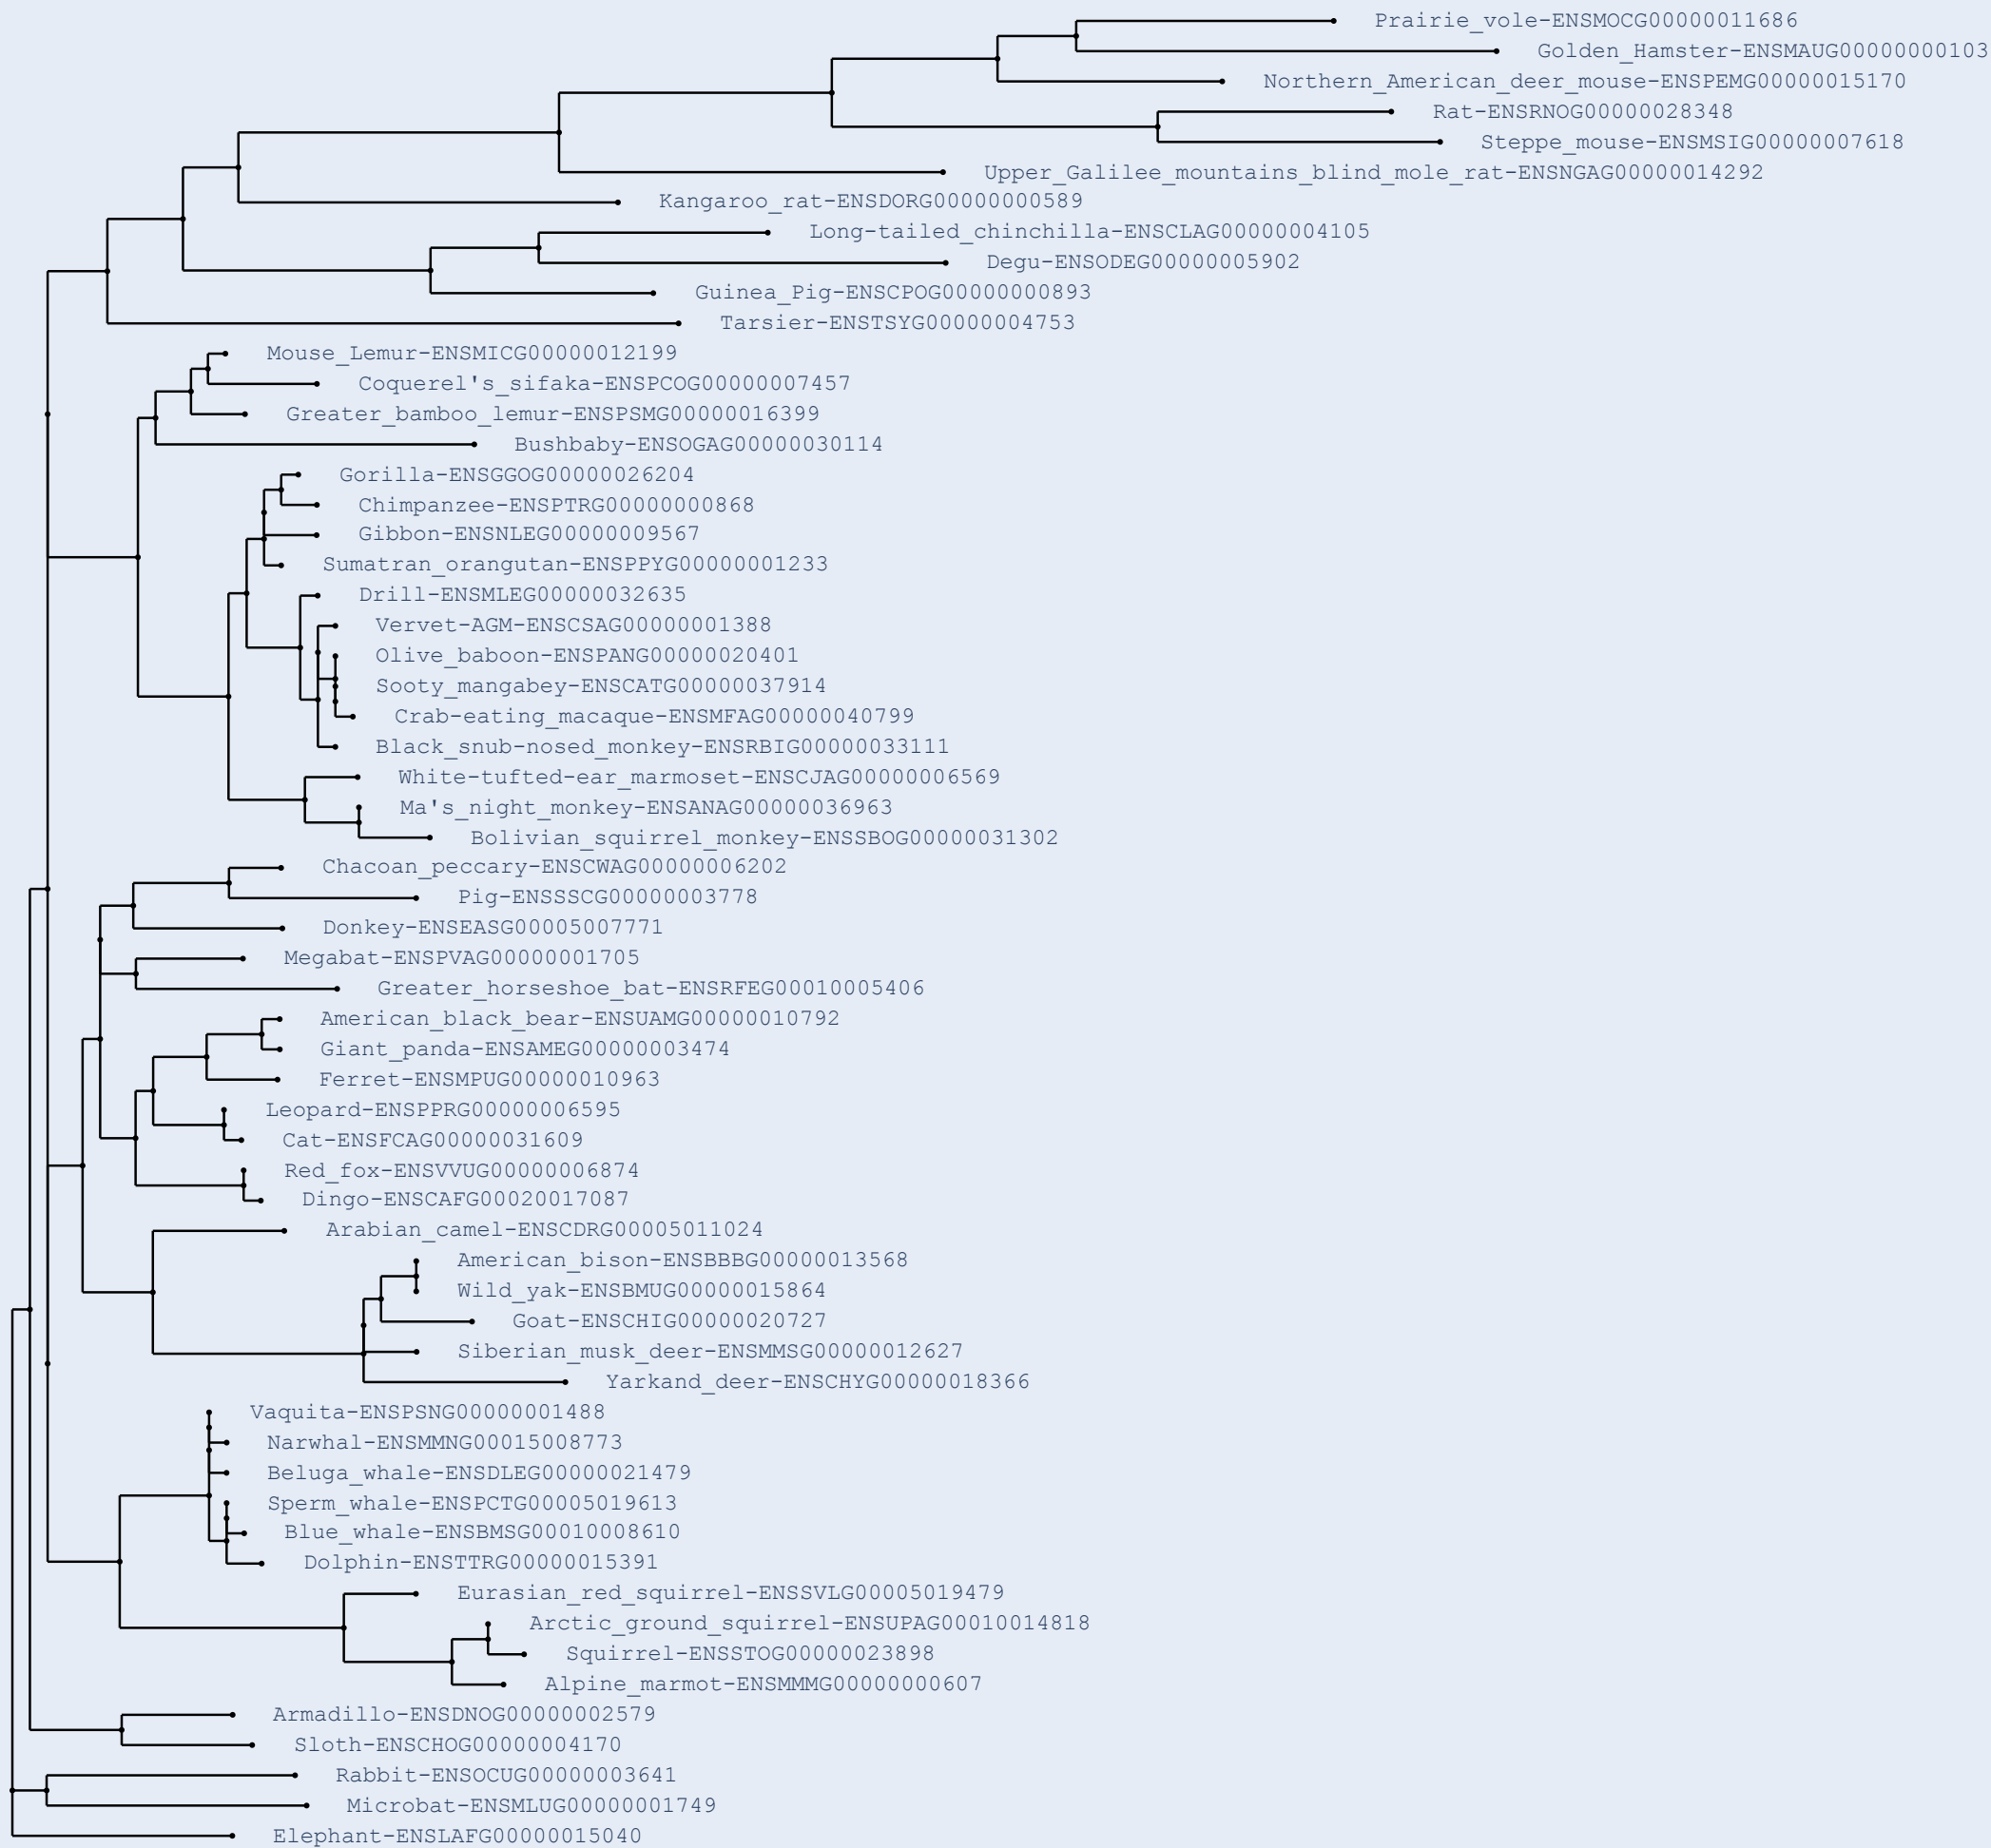 Prairie_vole-ENSMOCG00000011686
Golden_Hamster-ENSMAUG00000000103
Northern_American_deer_mouse-ENSPEMG00000015170
Rat-ENSRNOG00000028348
Steppe_mouse-ENSMSIG00000007618
Upper_Galilee_mountains_blind_mole_rat-ENSNGAG00000014292
Kangaroo_rat-ENSDORG00000000589
Long-tailed_chinchilla-ENSCLAG00000004105
Degu-ENSODEG00000005902
Guinea_Pig-ENSCPOG00000000893
Tarsier-ENSTSYG00000004753
Mouse_Lemur-ENSMICG00000012199
Coquerel's_sifaka-ENSPCOG00000007457
Greater_bamboo_lemur-ENSPSMG00000016399
Bushbaby-ENSOGAG00000030114
Gorilla-ENSGGOG00000026204
Chimpanzee-ENSPTRG00000000868
Gibbon-ENSNLEG00000009567
Sumatran_orangutan-ENSPPYG00000001233
Drill-ENSMLEG00000032635
Vervet-AGM-ENSCSAG00000001388
Olive_baboon-ENSPANG00000020401
Sooty_mangabey-ENSCATG00000037914
Crab-eating_macaque-ENSMFAG00000040799
Black_snub-nosed_monkey-ENSRBIG00000033111
White-tufted-ear_marmoset-ENSCJAG00000006569
Ma's_night_monkey-ENSANAG00000036963
Bolivian_squirrel_monkey-ENSSBOG00000031302
Chacoan_peccary-ENSCWAG00000006202
Pig-ENSSSCG00000003778
Donkey-ENSEASG00005007771
Megabat-ENSPVAG00000001705
Greater_horseshoe_bat-ENSRFEG00010005406
American_black_bear-ENSUAMG00000010792
Giant_panda-ENSAMEG00000003474
Ferret-ENSMPUG00000010963
Leopard-ENSPPRG00000006595
Cat-ENSFCAG00000031609
Red_fox-ENSVVUG00000006874
Dingo-ENSCAFG00020017087
Arabian_camel-ENSCDRG00005011024
American_bison-ENSBBBG00000013568
Wild_yak-ENSBMUG00000015864
Goat-ENSCHIG00000020727
Siberian_musk_deer-ENSMMSG00000012627
Yarkand_deer-ENSCHYG00000018366
Vaquita-ENSPSNG00000001488
Narwhal-ENSMMNG00015008773
Beluga_whale-ENSDLEG00000021479
Sperm_whale-ENSPCTG00005019613
Blue_whale-ENSBMSG00010008610
Dolphin-ENSTTRG00000015391
Eurasian_red_squirrel-ENSSVLG00005019479
Arctic_ground_squirrel-ENSUPAG00010014818
Squirrel-ENSSTOG00000023898
Alpine_marmot-ENSMMMG00000000607
Armadillo-ENSDNOG00000002579
Sloth-ENSCHOG00000004170
Rabbit-ENSOCUG00000003641
Microbat-ENSMLUG00000001749
Elephant-ENSLAFG00000015040